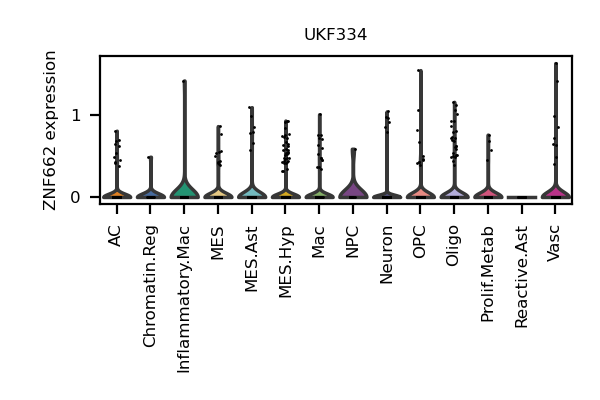 UKF334
ZNF662 expression
1
0
AC
Chromatin.Reg
Inflammatory.Mac
MES
MES.Ast
MES.Hyp
Mac
NPC
Neuron
OPC
Oligo
Prolif.Metab
Reactive.Ast
Vasc